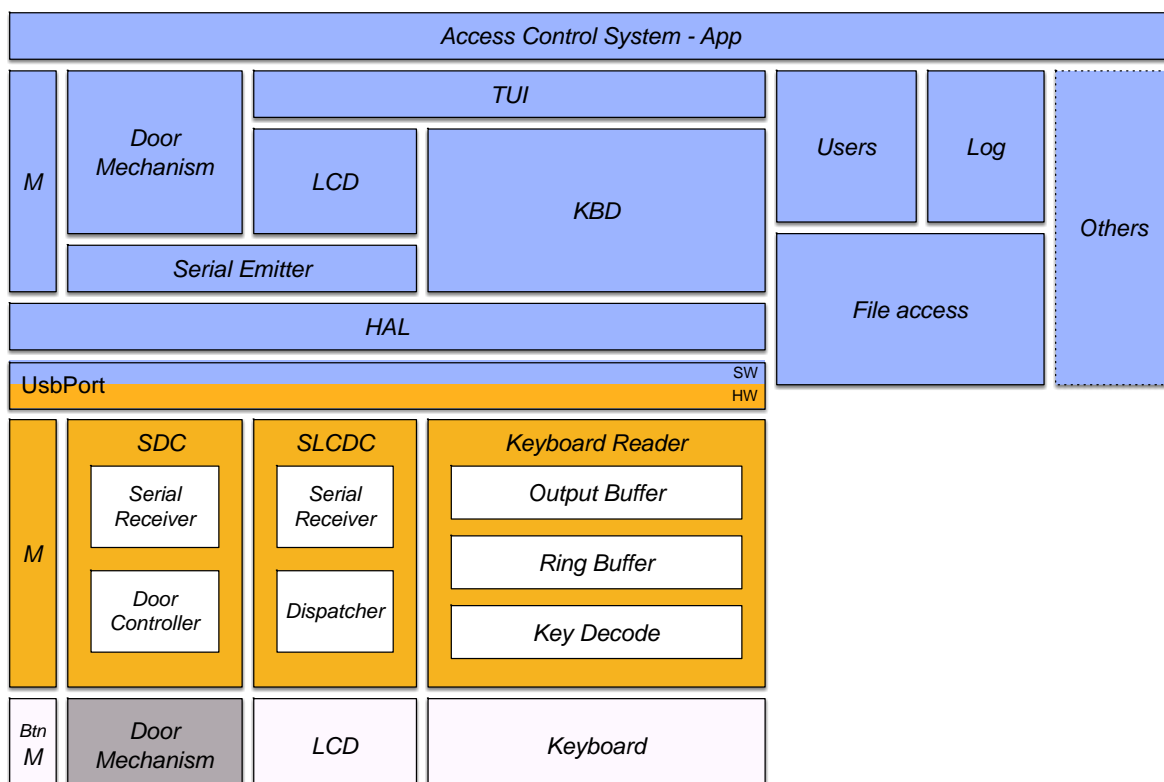 Access Control System - App
M
Door
Mechanism
TUI
LCD
KBD
Serial Emitter
Users
Log
Others
File access
HAL
UsbPort
SW
HW
M
SDC
Serial
Receiver
Door
Controller
SLCDC
Serial
Receiver
Dispatcher
Keyboard Reader
Output Buffer
Ring Buffer
Key Decode
Btn
M
Door
Mechanism
LCD
Keyboard